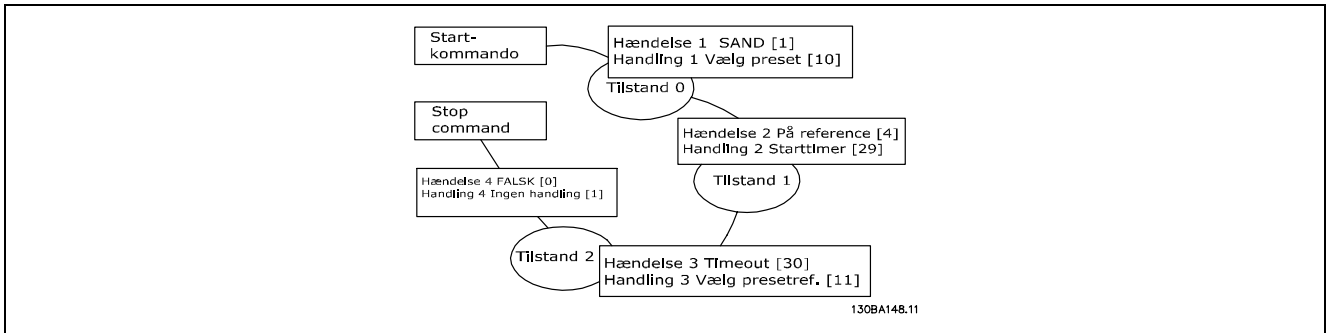 Start-
kommando
Hændelse 1 SAND [1]
Handling 1 Vælg preset [10]
Tilstand 0
Stop
command
Hændelse 2 På reference [4]
Handling 2 Starttimer [29]
Tilstand 1
Hændelse 4 FALSK [0]
Handling 4 Ingen handling [1]
Tilstand 2
Hændelse 3 Timeout [30]
Handling 3 Vælg presetref. [11]
130BA148.11